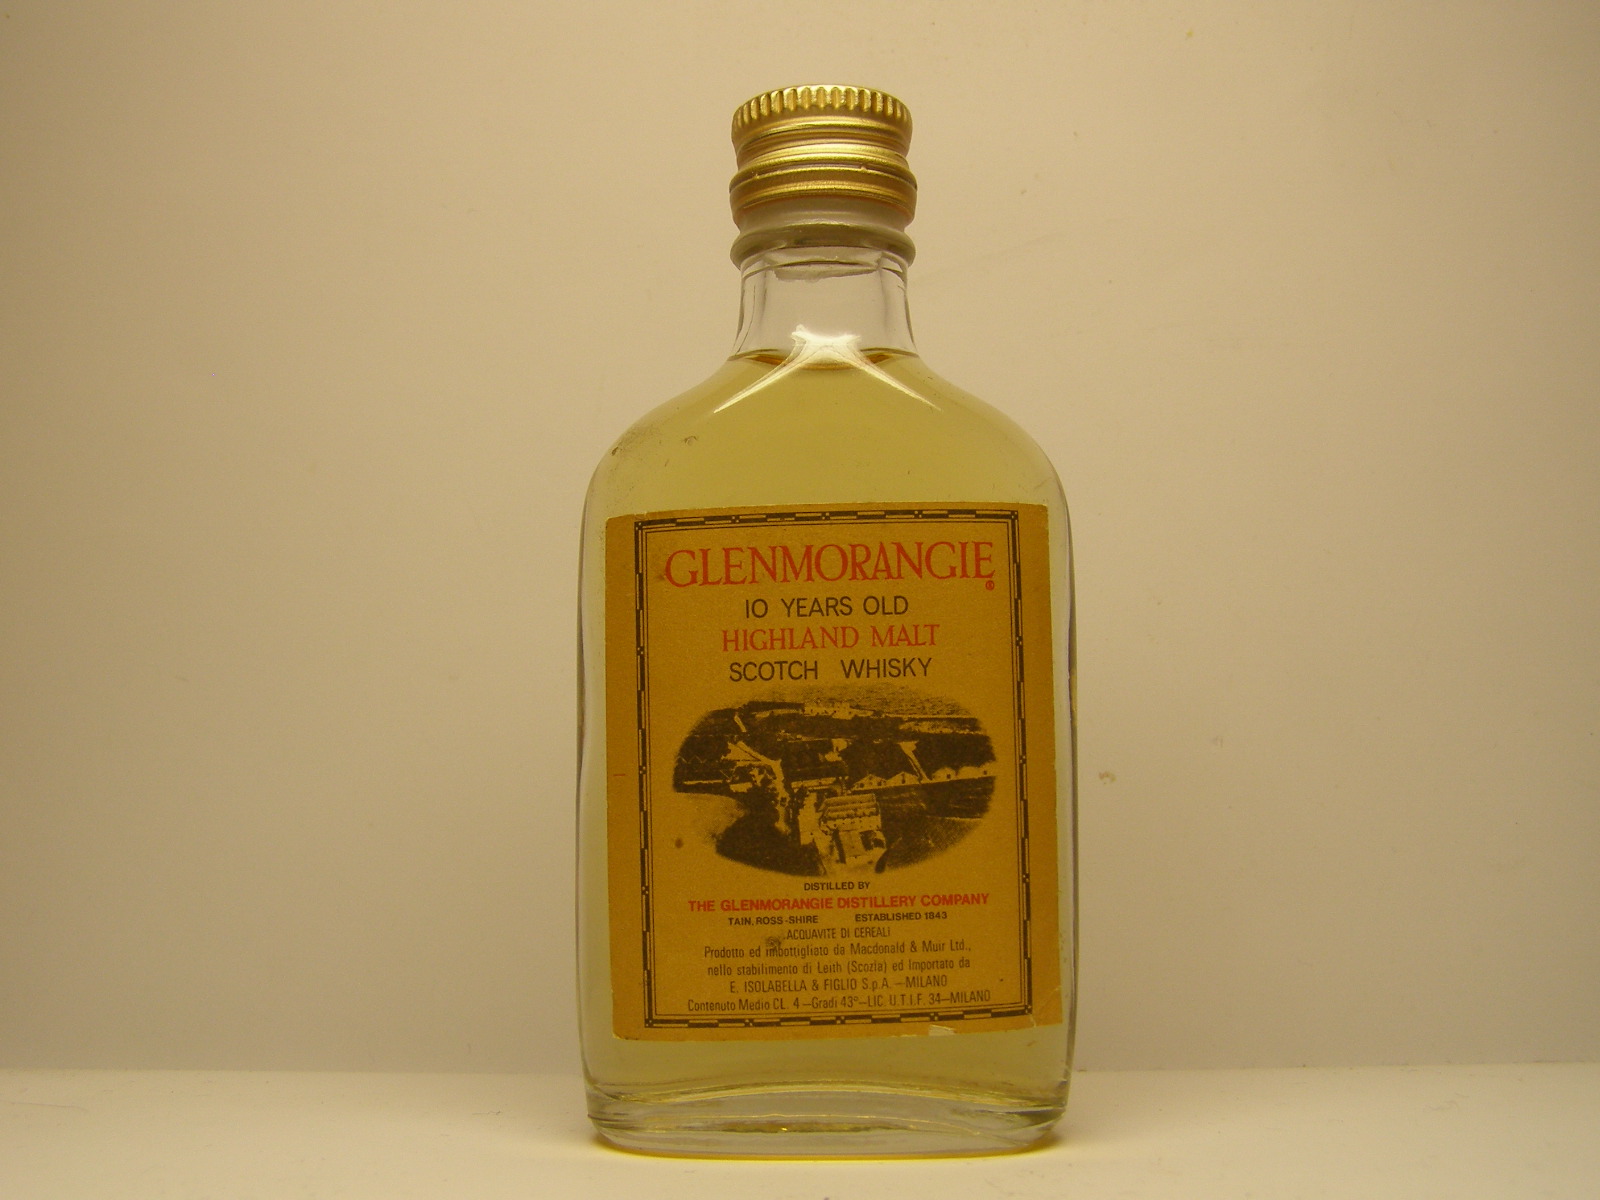 GLENMORANGIE
®
10 YEARS OLD
HIGHLAND MALT
SCOTCH WHISKY
DISTILLED BY
THE GLENMORANGIE DISTILLERY COMPANY
TAIN, ROSS-SHIRE ESTABLISHED 1843
ACQUAVITE DI CEREALI
Prodotto ed imbottigliato da Macdonald & Muir Ltd.,
nello stabilimento di Leith (Scozia) ed Importato da
E. ISOLABELLA & FIGLIO S.p.A. —MILANO
Contenuto Medio CL. 4—Gradi 43°—LIC. U.T.I.F. 34—MILANO